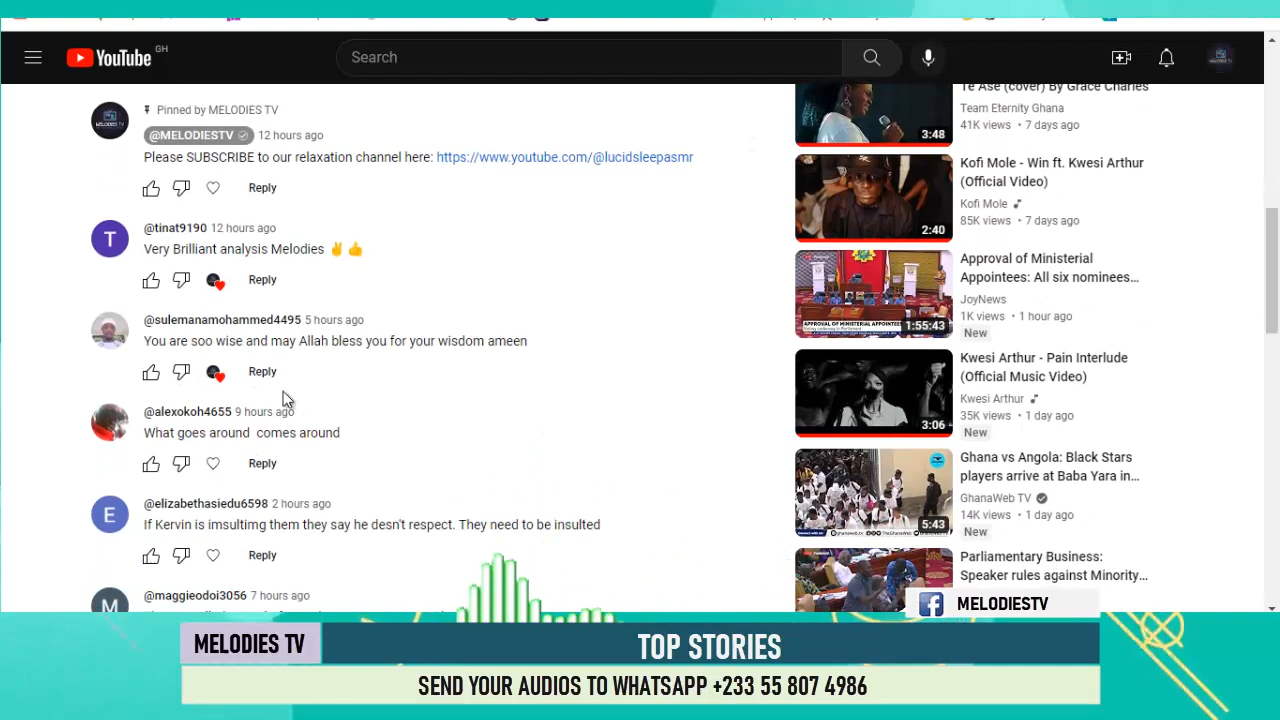 YouTube GH
Search
Pinned by MELODIES TV
@MELODIESTV 12 hours ago
Please SUBSCRIBE to our relaxation channel here: https://www.youtube.com/@lucidsleepasmr
Reply
T
@tinat9190 12 hours ago
Very Brilliant analysis Melodies ✌️ 👍
Reply
@sulemanamohammed4495 5 hours ago
You are soo wise and may Allah bless you for your wisdom ameen
Reply
@alexokoh4655 9 hours ago
What goes around comes around
Reply
E
@elizabethasiedu6598 2 hours ago
If Kervin is imsultimg them they say he desn't respect. They need to be insulted
Reply
M
@maggieodoi3056 7 hours ago
Te Ase (cover) By Grace Charles
Team Eternity Ghana
41K views • 7 days ago
3:48
Kofi Mole - Win ft. Kwesi Arthur
(Official Video)
Kofi Mole
85K views • 7 days ago
2:40
Approval of Ministerial
Appointees: All six nominees...
JoyNews
1K views • 1 hour ago
New
APPROVAL OF MINISTERIAL APPOINTEES
1:55:43
Kwesi Arthur - Pain Interlude
(Official Music Video)
Kwesi Arthur
35K views • 1 day ago
New
3:06
Ghana vs Angola: Black Stars
players arrive at Baba Yara in...
GhanaWeb TV
14K views • 1 day ago
New
5:43
Parliamentary Business:
Speaker rules against Minority...
MELODIESTV
MELODIES TV
TOP STORIES
SEND YOUR AUDIOS TO WHATSAPP +233 55 807 4986